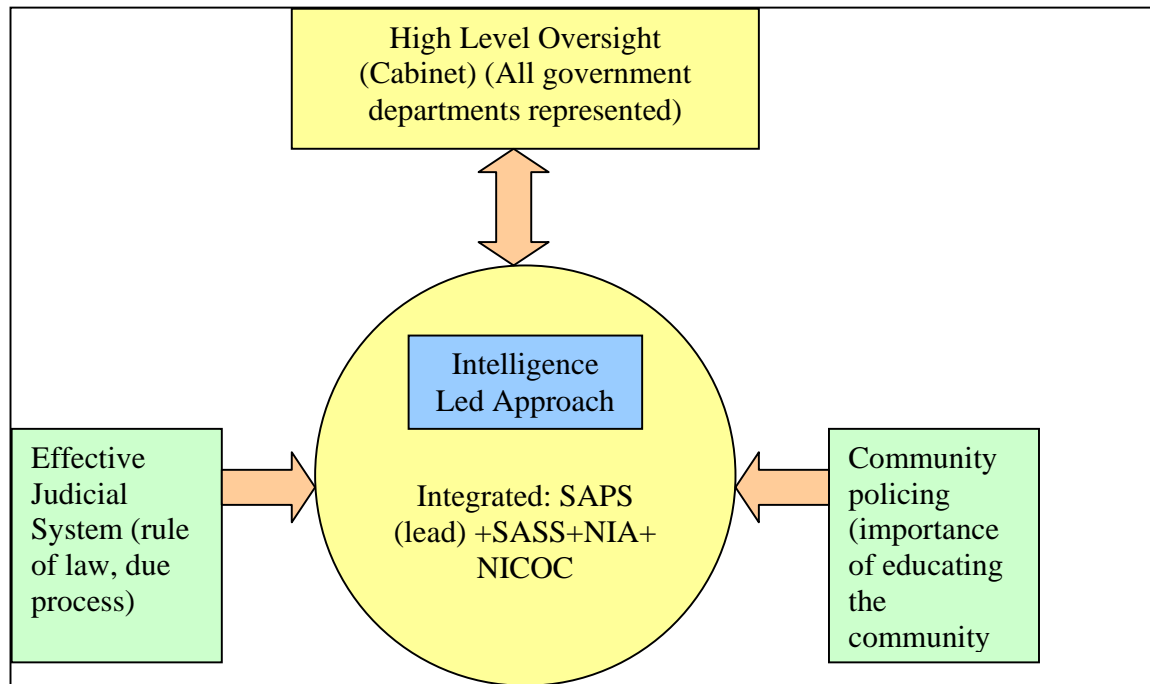 High Level Oversight
(Cabinet) (All government
departments represented)
Intelligence
Led Approach
Effective
Judicial
System (rule
of law, due
process)
Integrated: SAPS
(lead) +SASS+NIA+
NICOC
Community
policing
(importance
of educating
the
community